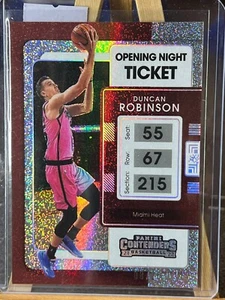 OPENING NIGHT
TICKET
DUNCAN
ROBINSON
Seat:
55
Row:
67
Section:
215
Miami Heat
PANINI
CONTENDERS
BASKETBALL